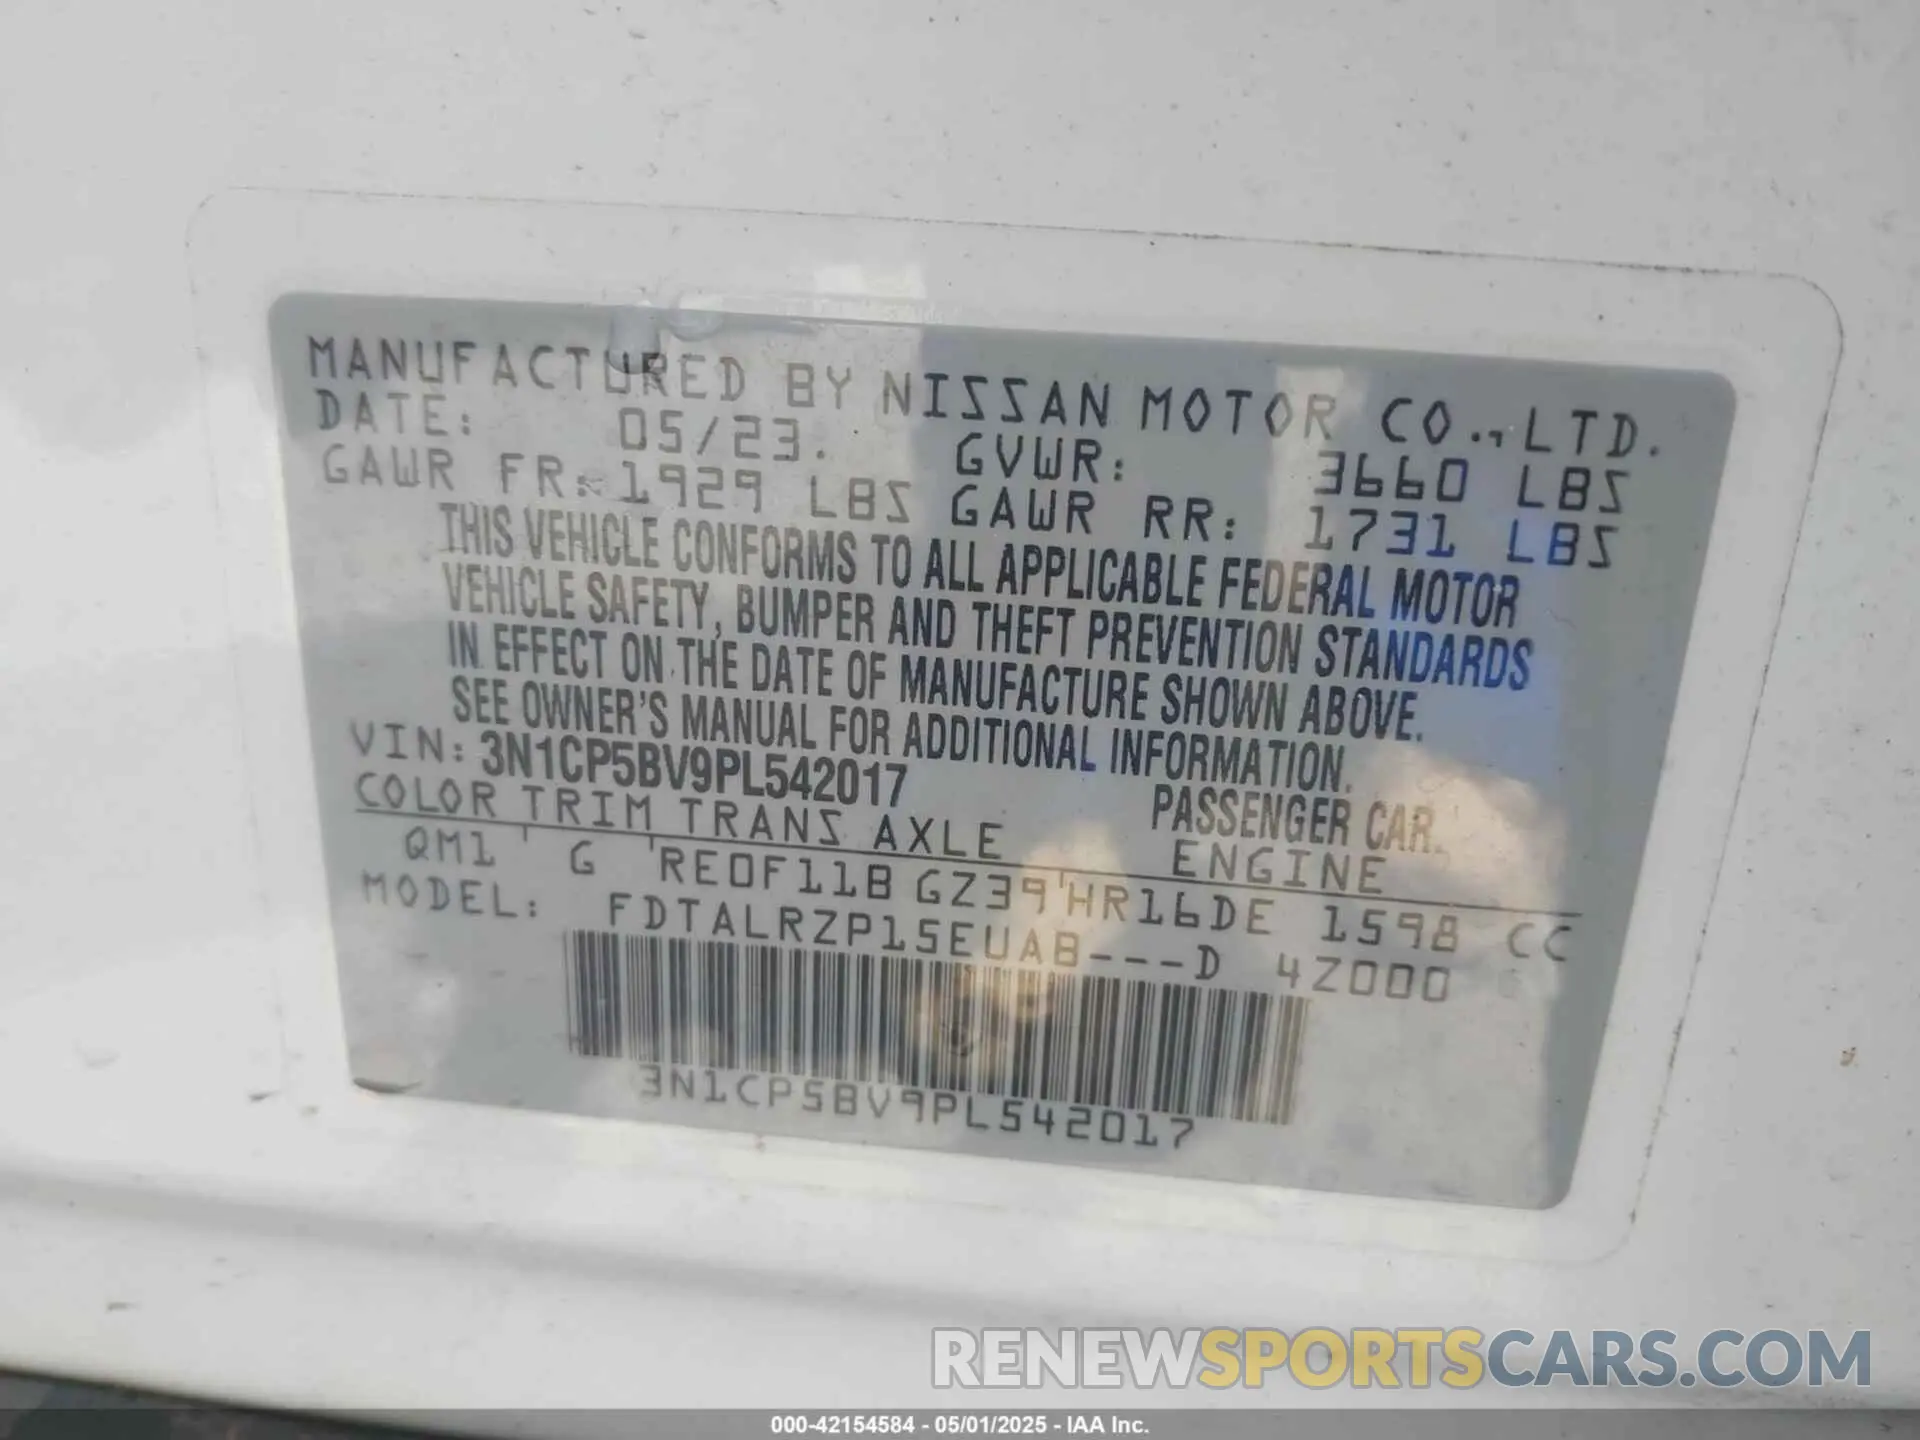 MANUFACTURED BY NISSAN MOTOR CO., LTD.
DATE: 05/23. GVWR: 3660 LBS
GAWR FR: 1929 LBS GAWR RR: 1731 LBS
THIS VEHICLE CONFORMS TO ALL APPLICABLE FEDERAL MOTOR
VEHICLE SAFETY, BUMPER AND THEFT PREVENTION STANDARDS
IN EFFECT ON THE DATE OF MANUFACTURE SHOWN ABOVE.
SEE OWNER'S MANUAL FOR ADDITIONAL INFORMATION.
VIN: 3N1CP5BV9PL542017 PASSENGER CAR.
COLOR TRIM TRANS AXLE ENGINE
QM1 ' G 'RE0F11B GZ39'HR16DE 1598 CC
MODEL: FDTALRZP15EUAB---D 4Z000
3N1CP5BV9PL542017
RENEWSPORTSCARS.COM
000-42154584 - 05/01/2025 - IAA Inc.